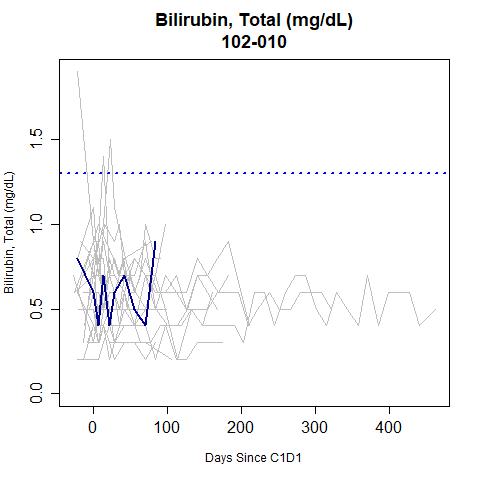 Bilirubin, Total (mg/dL)
102-010
Bilirubin, Total (mg/dL)
1.5
1.0
0.5
0.0
0 100 200 300 400
Days Since C1D1